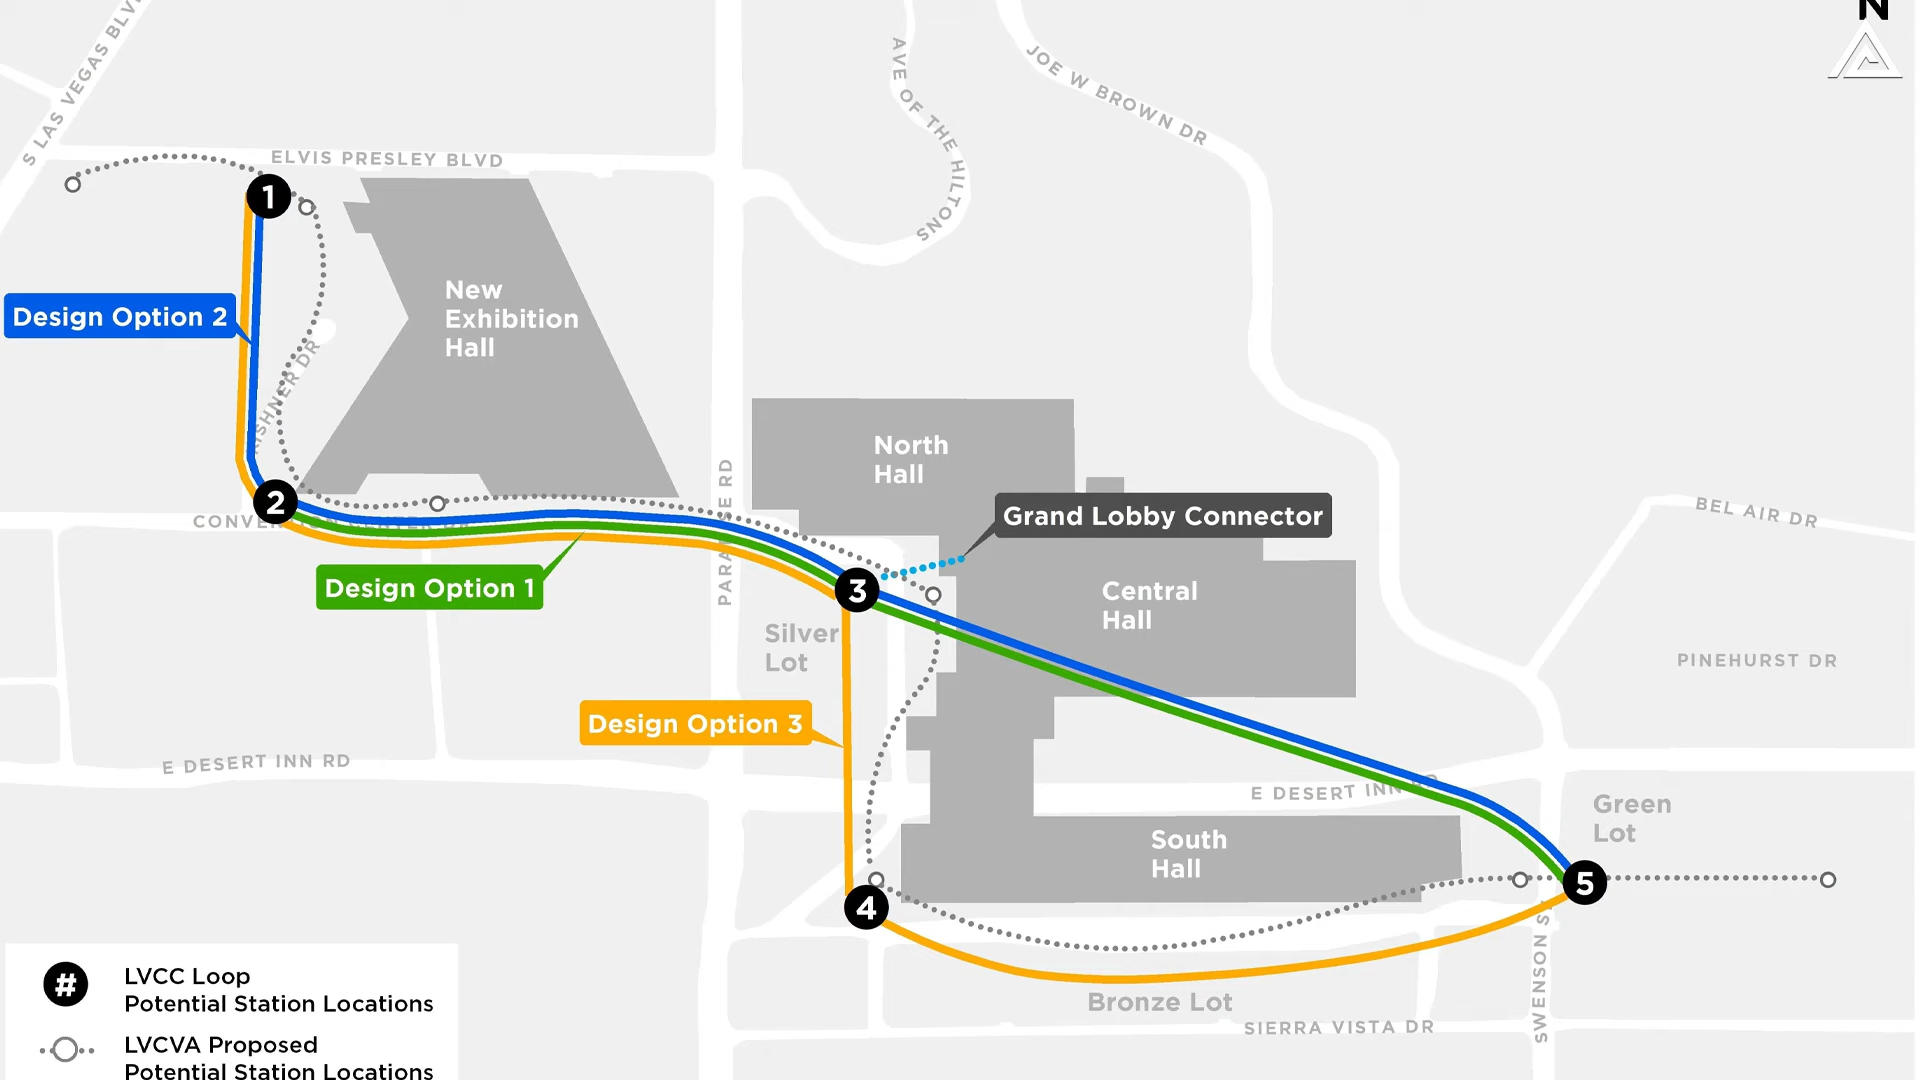 N
S LAS VEGAS BLV
ELVIS PRESLEY BLVD
AVE OF THE HILTONS
JOE W BROWN DR
1
New
Exhibition
Hall
Design Option 2
North
Hall
PARADISE RD
2
Grand Lobby Connector
BEL AIR DR
Design Option 1
3
Central
Hall
Silver
Lot
PINEHURST DR
Design Option 3
E DESERT INN RD
E DESERT INN RD
Green
Lot
South
Hall
4
5
SWENSON S
Bronze Lot
SIERRA VISTA DR
#
LVCC Loop
Potential Station Locations
LVCVA Proposed
Potential Station Locations